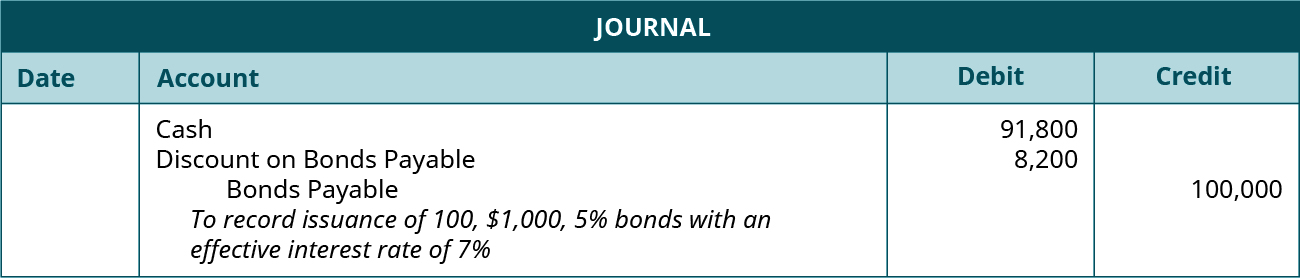 JOURNAL
Date Account Debit Credit
Cash 91,800
Discount on Bonds Payable 8,200
Bonds Payable 100,000
To record issuance of 100, $1,000, 5% bonds with an
effective interest rate of 7%